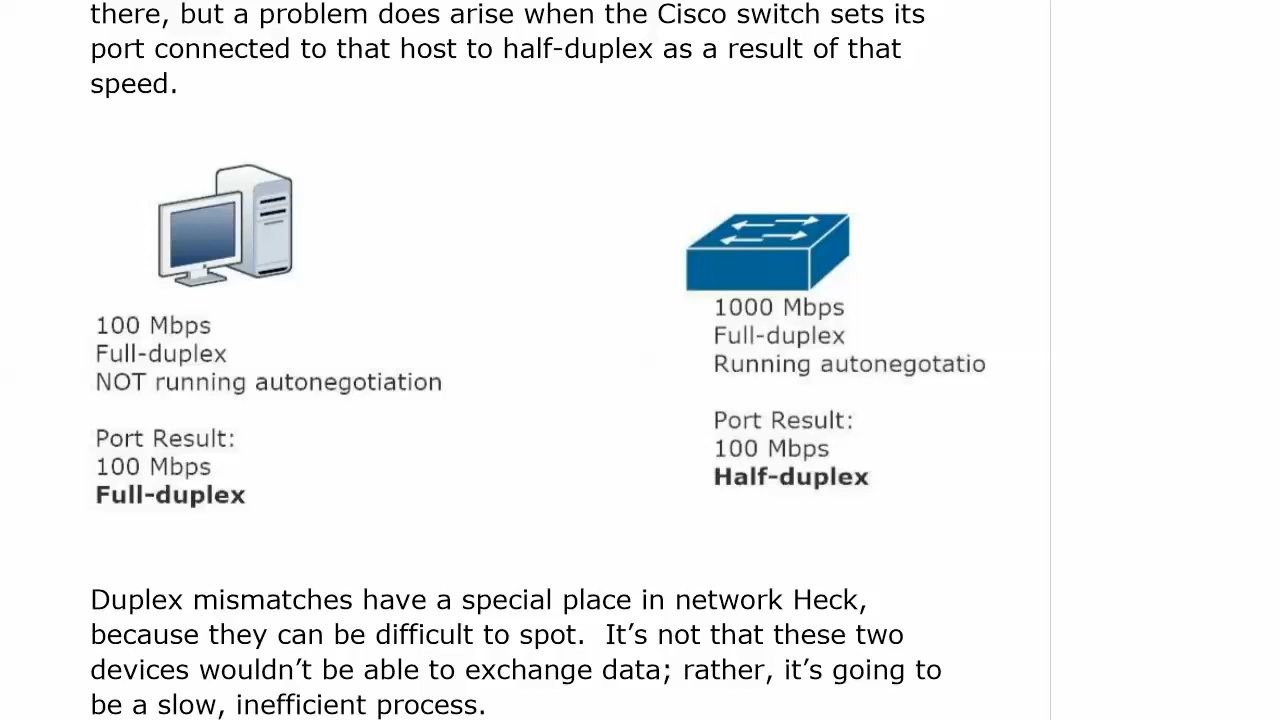 there, but a problem does arise when the Cisco switch sets its
port connected to that host to half-duplex as a result of that
speed.
100 Mbps
Full-duplex
NOT running autonegotiation
Port Result:
100 Mbps
Full-duplex
1000 Mbps
Full-duplex
Running autonegotatio
Port Result:
100 Mbps
Half-duplex
Duplex mismatches have a special place in network Heck,
because they can be difficult to spot.  It’s not that these two
devices wouldn’t be able to exchange data; rather, it’s going to
be a slow, inefficient process.